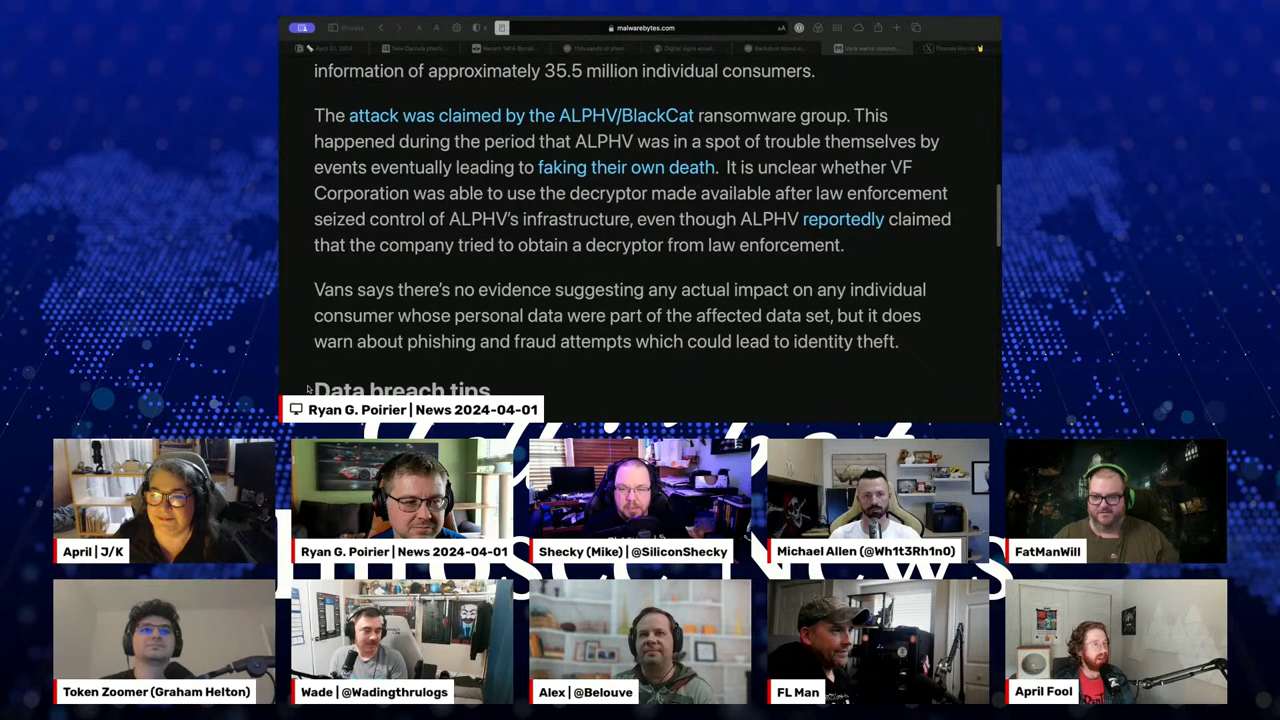 malwarebytes.com
information of approximately 35.5 million individual consumers.
The attack was claimed by the ALPHV/BlackCat ransomware group. This
happened during the period that ALPHV was in a spot of trouble themselves by
events eventually leading to faking their own death. It is unclear whether VF
Corporation was able to use the decryptor made available after law enforcement
seized control of ALPHV's infrastructure, even though ALPHV reportedly claimed
that the company tried to obtain a decryptor from law enforcement.
Vans says there's no evidence suggesting any actual impact on any individual
consumer whose personal data were part of the affected data set, but it does
warn about phishing and fraud attempts which could lead to identity theft.
Data breach tips
Ryan G. Poirier | News 2024-04-01
April | J/K
Ryan G. Poirier | News 2024-04-01
Shecky (Mike) | @SiliconShecky
Michael Allen (@Wh1t3Rh1n0)
FatManWill
Token Zoomer (Graham Helton)
Wade | @Wadingthrulogs
Alex | @Belouve
FL Man
April Fool